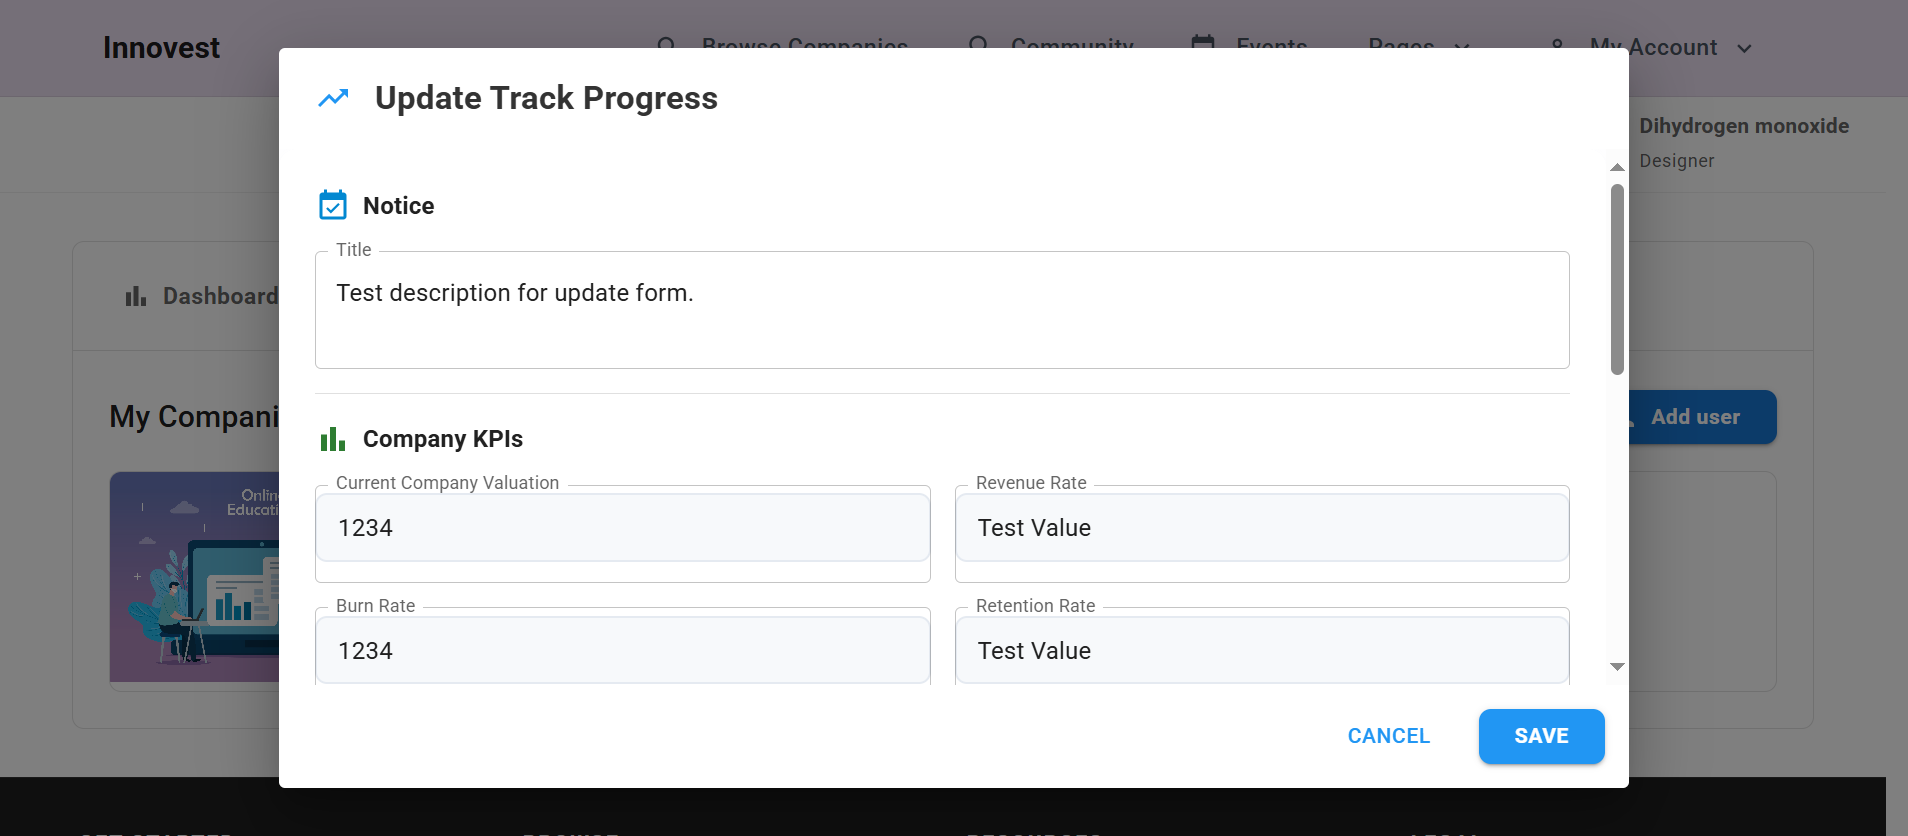 Innovest
Browse Companies
Community
Events
Pages
My Account
Update Track Progress
Dihydrogen monoxide
Designer
Notice
Title
Test description for update form.
Dashboard
My Compani
Add user
Company KPIs
Current Company Valuation
Revenue Rate
1234
Test Value
Online
Educati
Burn Rate
Retention Rate
1234
Test Value
CANCEL
SAVE